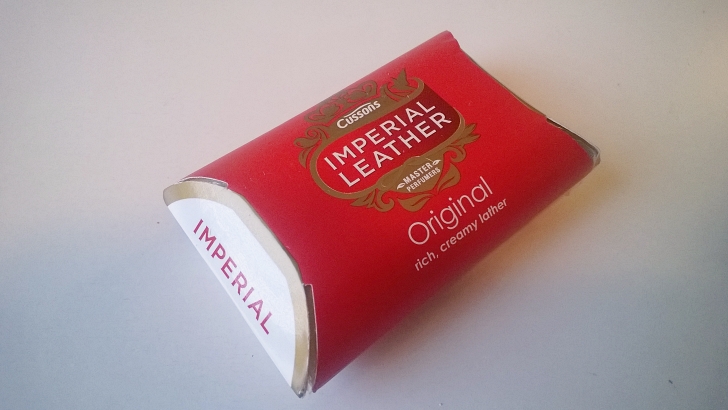 Cussons
IMPERIAL
LEATHER
MASTER
PERFUMERS
Original
rich, creamy lather
IMPERIAL